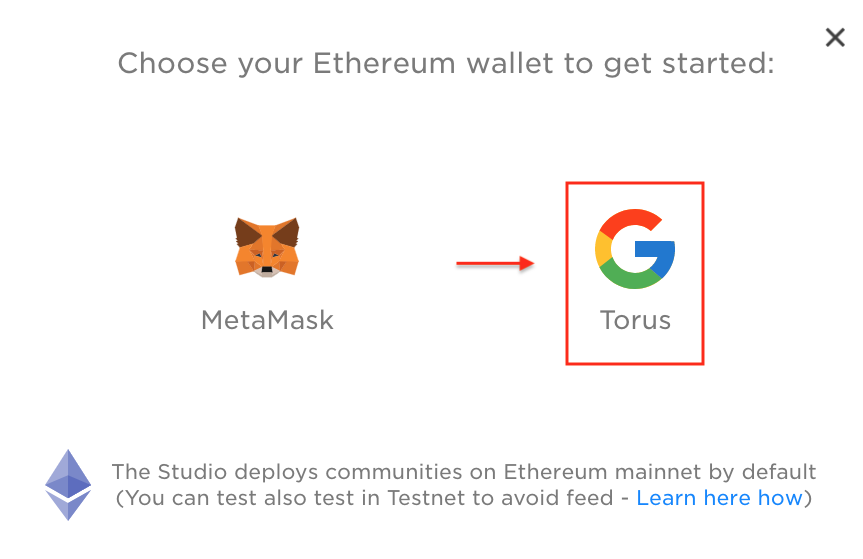 Choose your Ethereum wallet to get started:
MetaMask
Torus
The Studio deploys communities on Ethereum mainnet by default
(You can test also test in Testnet to avoid feed - Learn here how)